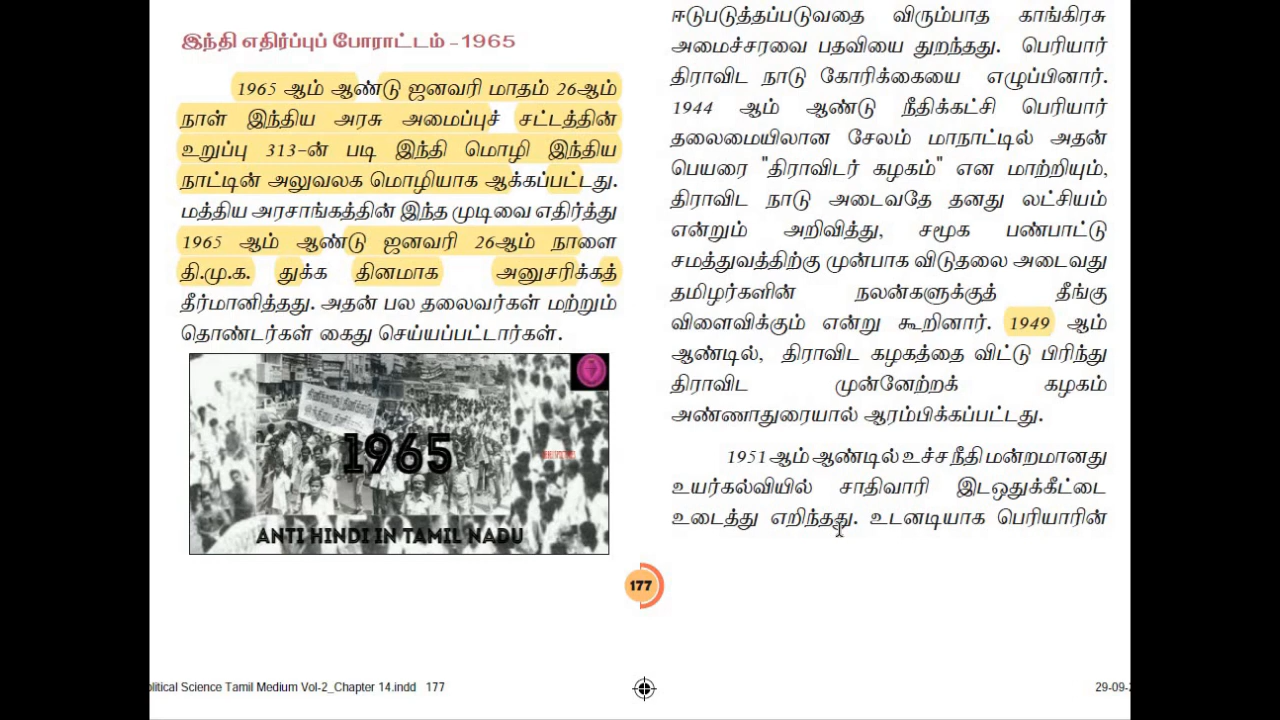 இந்தி எதிர்ப்புப் போராட்டம் -1965
1965 ஆம் ஆண்டு ஜனவரி மாதம் 26ஆம்
நாள் இந்திய அரசு அமைப்புச் சட்டத்தின்
உறுப்பு 313-ன் படி இந்தி மொழி இந்திய
நாட்டின் அலுவலக மொழியாக ஆக்கப்பட்டது.
மத்திய அரசாங்கத்தின் இந்த முடிவை எதிர்த்து
1965 ஆம் ஆண்டு ஜனவரி 26ஆம் நாளை
தி.மு.க. துக்க தினமாக அனுசரிக்கத்
தீர்மானித்தது. அதன் பல தலைவர்கள் மற்றும்
தொண்டர்கள் கைது செய்யப்பட்டார்கள்.
1965
ANTI HINDI IN TAMIL NADU
ஈடுபடுத்தப்படுவதை விரும்பாத காங்கிரசு
அமைச்சரவை பதவியை துறந்தது. பெரியார்
திராவிட நாடு கோரிக்கையை எழுப்பினார்.
1944 ஆம் ஆண்டு நீதிக்கட்சி பெரியார்
தலைமையிலான சேலம் மாநாட்டில் அதன்
பெயரை "திராவிடர் கழகம்" என மாற்றியும்,
திராவிட நாடு அடைவதே தனது லட்சியம்
என்றும் அறிவித்து, சமூக பண்பாட்டு
சமத்துவத்திற்கு முன்பாக விடுதலை அடைவது
தமிழர்களின் நலன்களுக்குத் தீங்கு
விளைவிக்கும் என்று கூறினார். 1949 ஆம்
ஆண்டில், திராவிட கழகத்தை விட்டு பிரிந்து
திராவிட முன்னேற்றக் கழகம்
அண்ணாதுரையால் ஆரம்பிக்கப்பட்டது.
1951 ஆம் ஆண்டில் உச்ச நீதி மன்றமானது
உயர்கல்வியில் சாதிவாரி இடஒதுக்கீட்டை
உடைத்து எறிந்தது. உடனடியாக பெரியாரின்
177
olitical Science Tamil Medium Vol-2_Chapter 14.indd 177
29-09-2